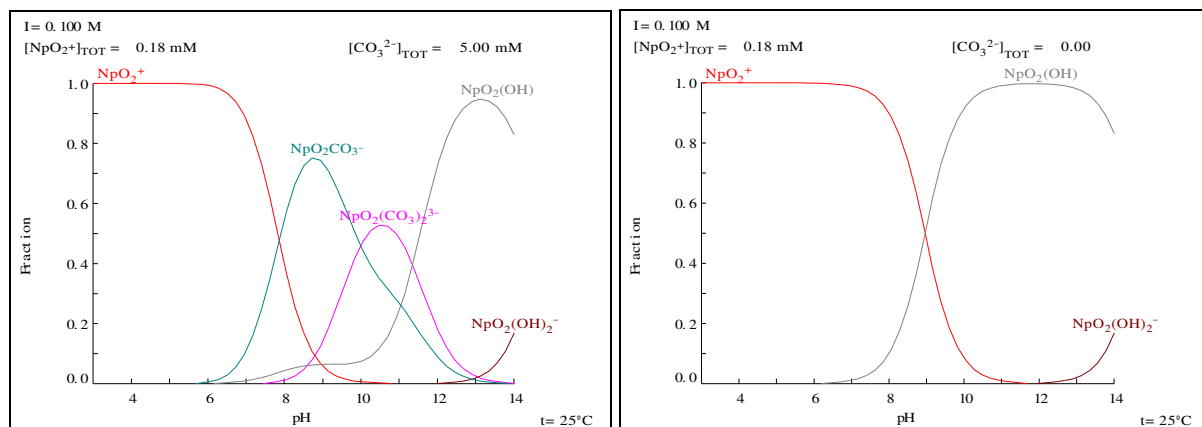 I= 0.100 M
[NpO₂⁺]TOT = 0.18 mM [CO₃²⁻]TOT = 5.00 mM
NpO₂⁺
NpO₂(OH)
1.0
0.8
NpO₂CO₃⁻
0.6
NpO₂(CO₃)₂³⁻
Fraction
0.4
0.2
NpO₂(OH)₂⁻
0.0
4 6 8 10 12 14
pH
t= 25°C
I= 0.100 M
[NpO₂⁺]TOT = 0.18 mM [CO₃²⁻]TOT = 0.00
NpO₂⁺ NpO₂(OH)
1.0
0.8
0.6
Fraction
0.4
0.2
NpO₂(OH)₂⁻
0.0
4 6 8 10 12 14
pH
t= 25°C